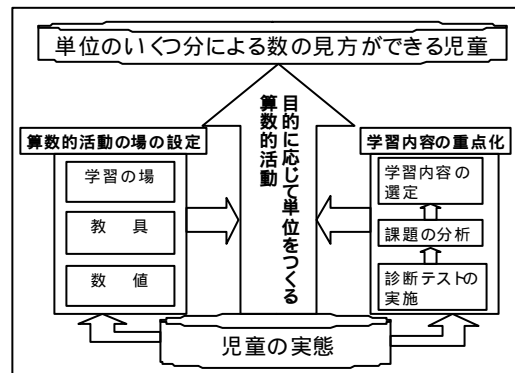 単位のいくつ分による数の見方ができる児童
算数的活動の場の設定
学習の場
教 具
数 値
目的に応じて単位をつくる
算数的活動
学習内容の重点化
学習内容の
選定
課題の分析
診断テストの
実施
児童の実態